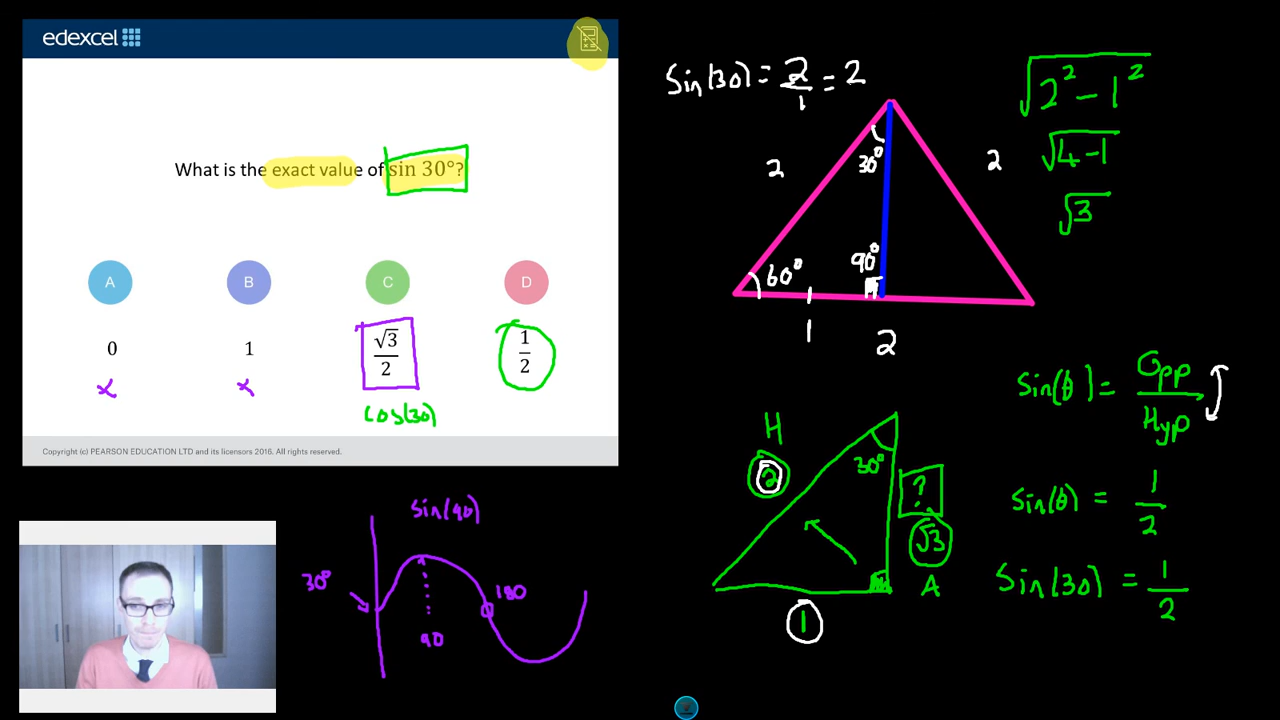 edexcel
What is the exact value of sin 30°?
A
B
C
D
0
1
√3/2
1/2
x
x
cos(30)
Copyright (c) PEARSON EDUCATION LTD and its licensors 2016. All rights reserved.
sin(90)
30°
180
90
Sin(30) = 2/1 = 2
2
30°
2
60°
90°
1
2
√2² - 1²
√4-1
√3
Sin(θ) = Opp/Hyp
H
2
30°
?
√3
A
1
Sin(θ) = 1/2
Sin(30) = 1/2